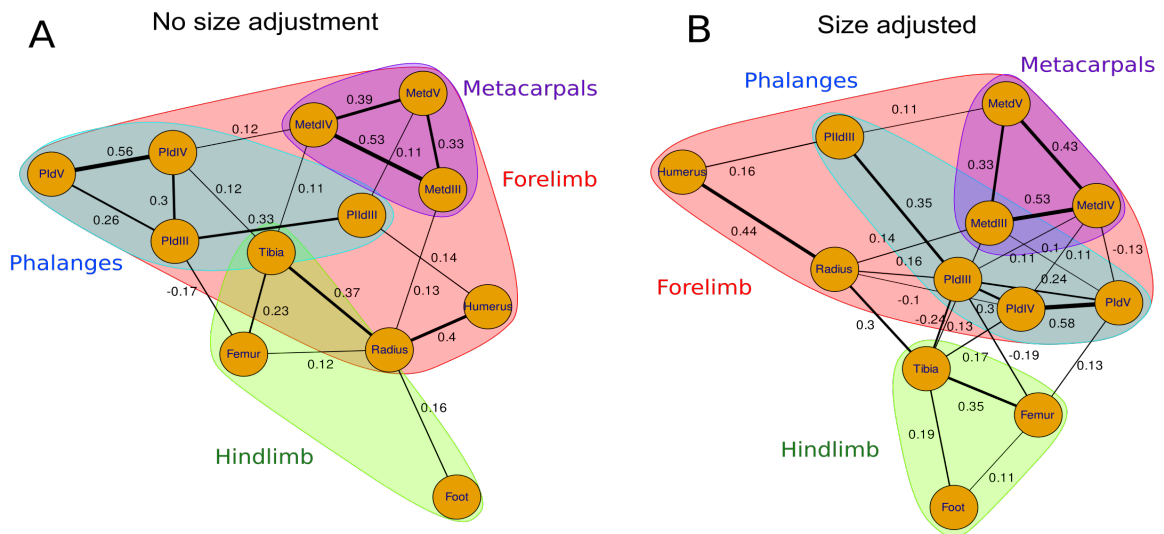 A
No size adjustment
Metacarpals
Forelimb
Phalanges
Hindlimb
MetdV
MetdIV
MetdIII
PldIV
PldV
PldIII
PlldIII
Tibia
Humerus
Femur
Radius
Foot
0.39
0.12
0.53
0.11
0.33
0.56
0.12
0.11
0.3
0.26
0.33
0.14
0.13
-0.17
0.37
0.23
0.4
0.12
0.16
B
Size adjusted
Phalanges
Metacarpals
Forelimb
Hindlimb
MetdV
PlldIII
Humerus
MetdIV
MetdIII
Radius
PldIII
PldIV
PldV
Tibia
Femur
Foot
0.11
0.16
0.33
0.43
0.35
0.53
0.44
0.14
0.1
0.11
0.11
-0.13
0.16
0.24
-0.1
0.3
0.58
-0.24
0.13
0.3
0.17
-0.19
0.13
0.35
0.19
0.11